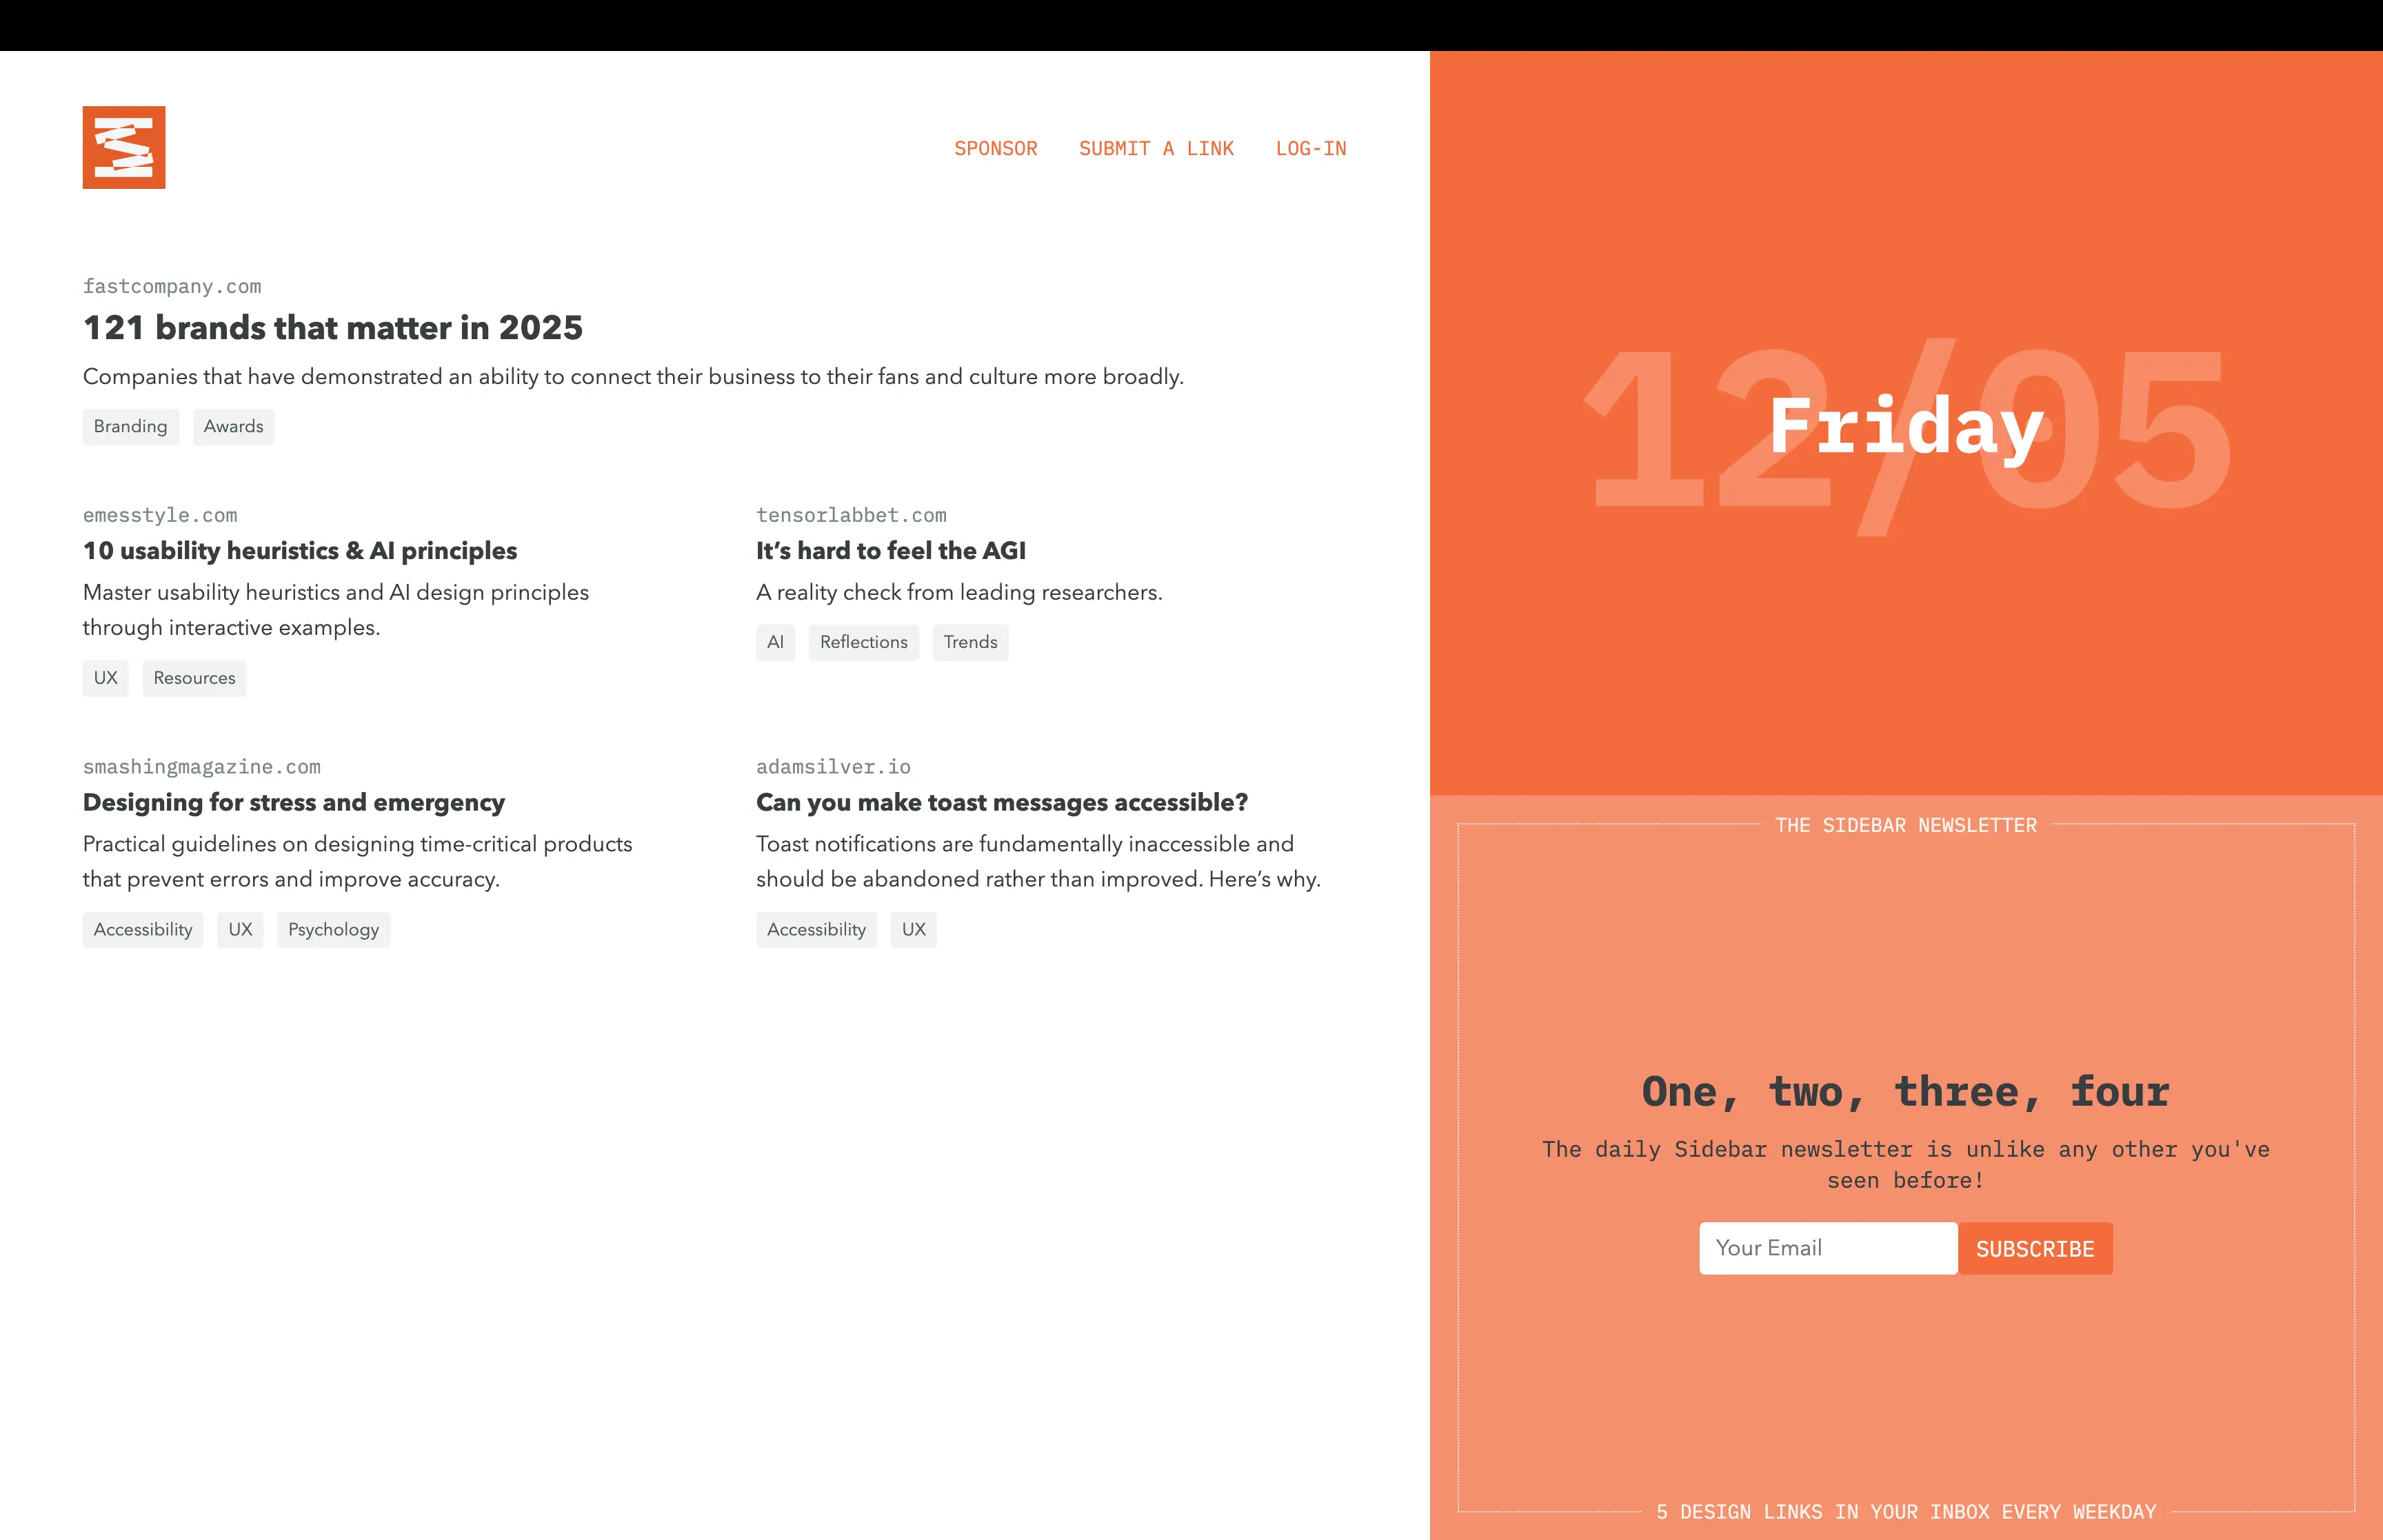 SPONSOR SUBMIT A LINK LOG-IN
fastcompany.com
121 brands that matter in 2025
Companies that have demonstrated an ability to connect their business to their fans and culture more broadly.
Branding Awards
emesstyle.com
10 usability heuristics & AI principles
Master usability heuristics and AI design principles
through interactive examples.
UX Resources
tensorlabbet.com
It’s hard to feel the AGI
A reality check from leading researchers.
AI Reflections Trends
smashingmagazine.com
Designing for stress and emergency
Practical guidelines on designing time-critical products
that prevent errors and improve accuracy.
Accessibility UX Psychology
adamsilver.io
Can you make toast messages accessible?
Toast notifications are fundamentally inaccessible and
should be abandoned rather than improved. Here’s why.
Accessibility UX
12/05
Friday
THE SIDEBAR NEWSLETTER
One, two, three, four
The daily Sidebar newsletter is unlike any other you've
seen before!
Your Email SUBSCRIBE
5 DESIGN LINKS IN YOUR INBOX EVERY WEEKDAY